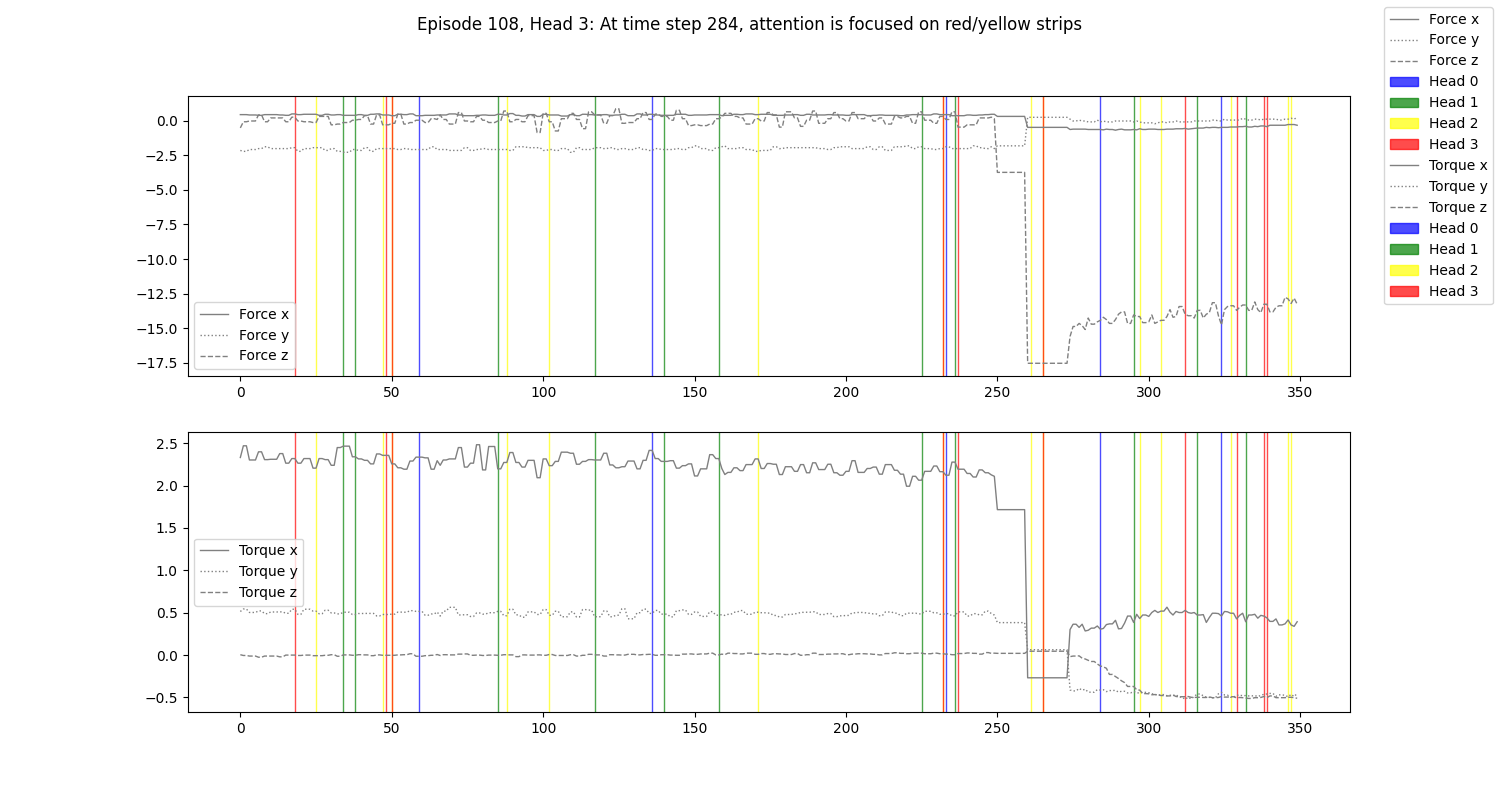 Episode 108, Head 3: At time step 284, attention is focused on red/yellow strips
Force x
Force y
Force z
Head 0
Head 1
Head 2
Head 3
Torque x
Torque y
Torque z
Head 0
Head 1
Head 2
Head 3
0.0
−2.5
−5.0
−7.5
−10.0
−12.5
−15.0
−17.5
Force x
Force y
Force z
0 50 100 150 200 250 300 350
2.5
2.0
1.5
1.0
0.5
0.0
−0.5
Torque x
Torque y
Torque z
0 50 100 150 200 250 300 350